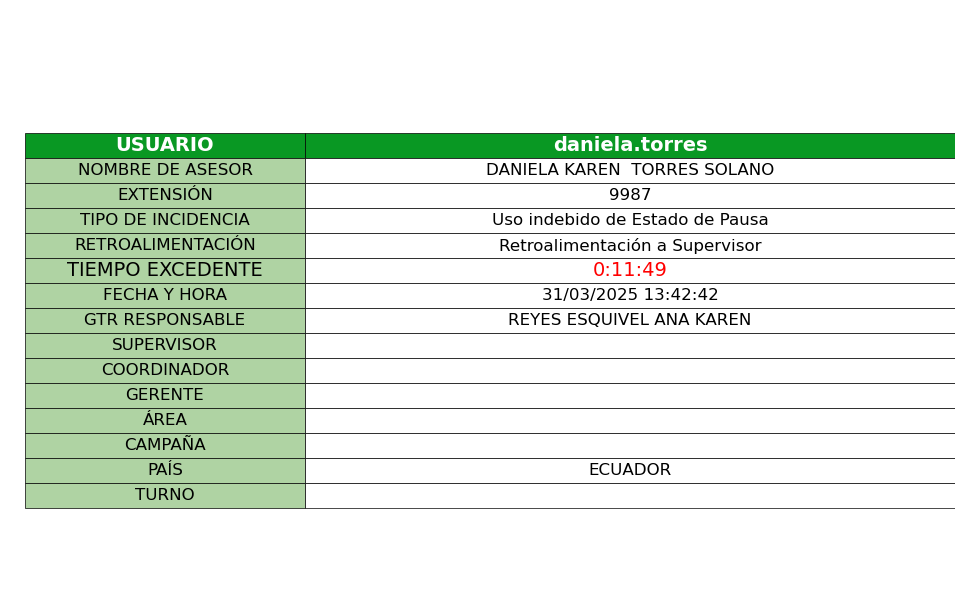 USUARIO daniela.torres
NOMBRE DE ASESOR DANIELA KAREN  TORRES SOLANO
EXTENSIÓN 9987
TIPO DE INCIDENCIA Uso indebido de Estado de Pausa
RETROALIMENTACIÓN Retroalimentación a Supervisor
TIEMPO EXCEDENTE 0:11:49
FECHA Y HORA 31/03/2025 13:42:42
GTR RESPONSABLE REYES ESQUIVEL ANA KAREN
SUPERVISOR
COORDINADOR
GERENTE
ÁREA
CAMPAÑA
PAÍS ECUADOR
TURNO